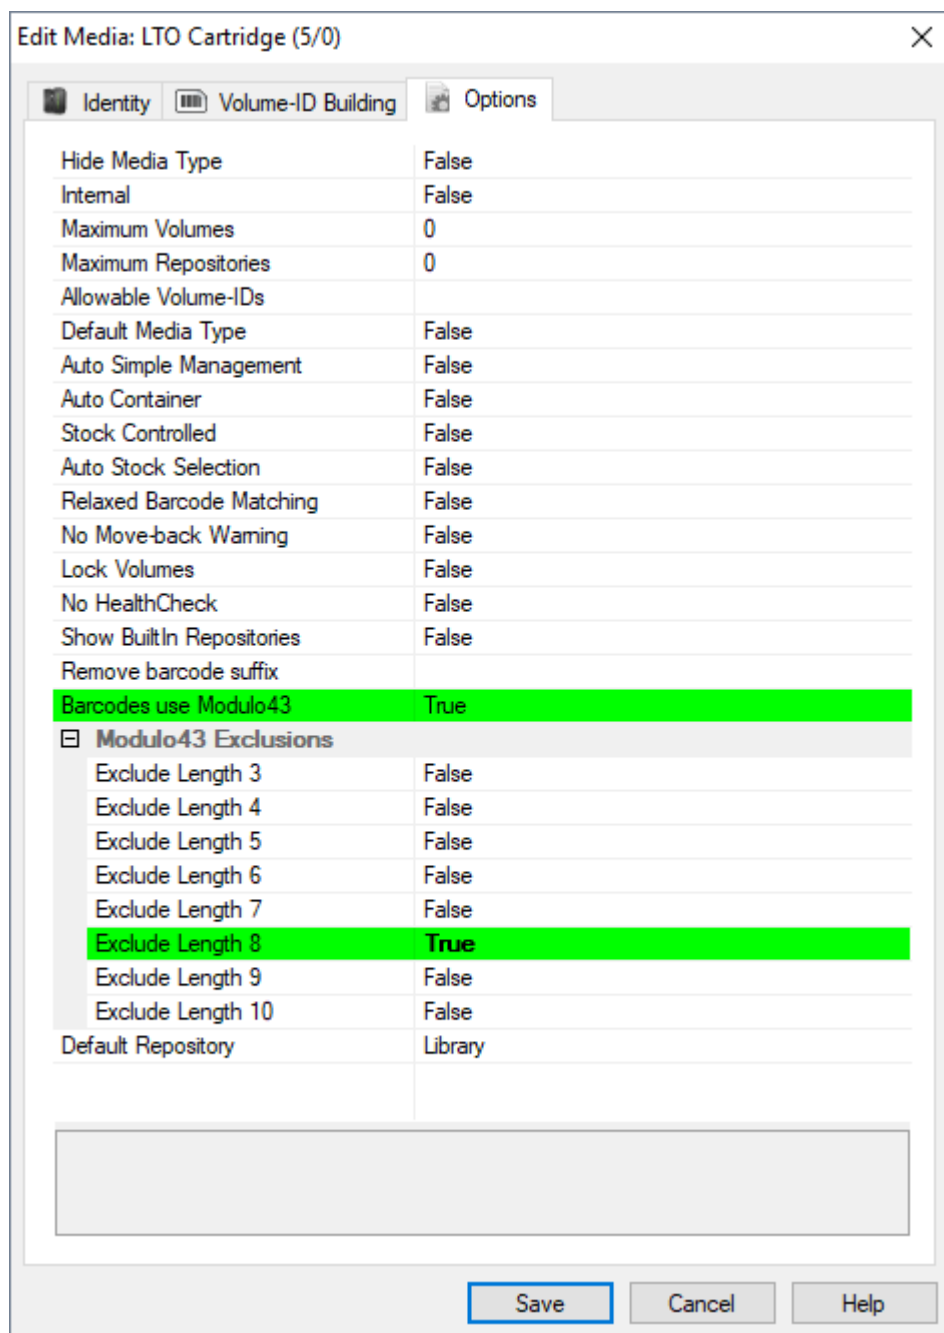 Edit Media: LTO Cartridge (5/0)
Identity Volume-ID Building Options
Hide Media Type False
Internal False
Maximum Volumes 0
Maximum Repositories 0
Allowable Volume-IDs
Default Media Type False
Auto Simple Management False
Auto Container False
Stock Controlled False
Auto Stock Selection False
Relaxed Barcode Matching False
No Move-back Warning False
Lock Volumes False
No HealthCheck False
Show BuiltIn Repositories False
Remove barcode suffix
Barcodes use Modulo43 True
Modulo43 Exclusions
Exclude Length 3 False
Exclude Length 4 False
Exclude Length 5 False
Exclude Length 6 False
Exclude Length 7 False
Exclude Length 8 True
Exclude Length 9 False
Exclude Length 10 False
Default Repository Library
Save Cancel Help